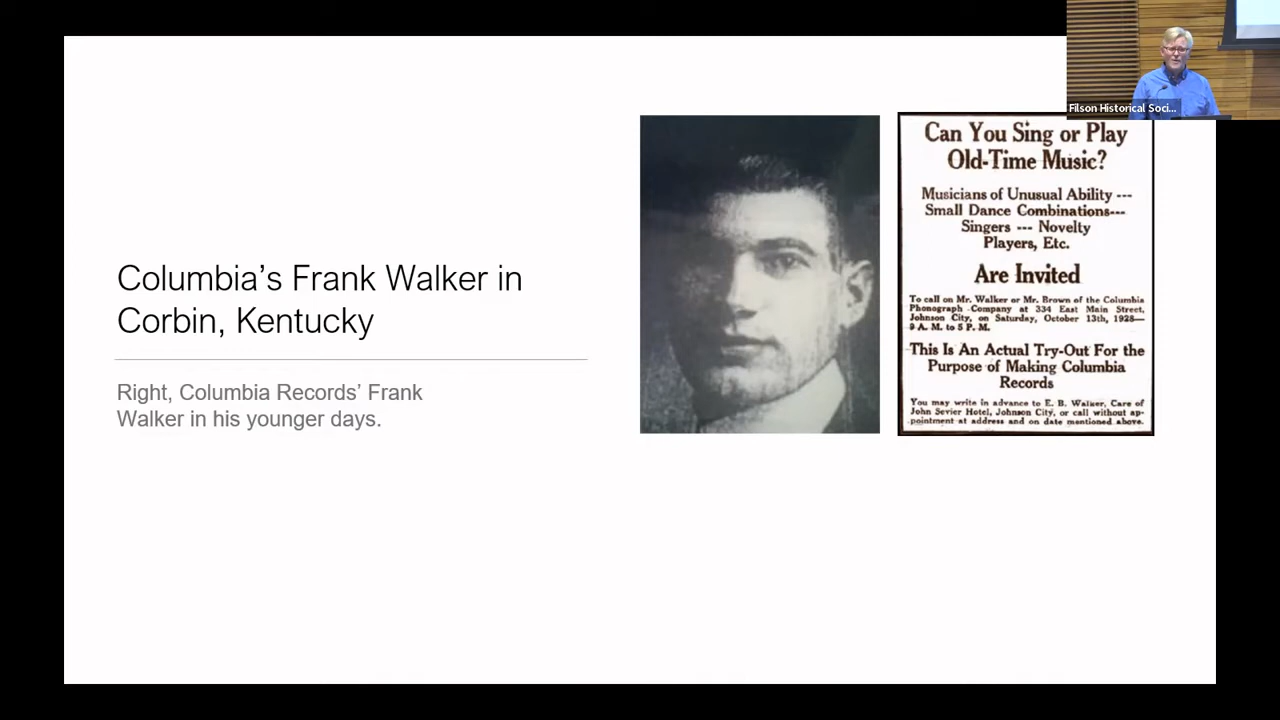 Columbia's Frank Walker in
Corbin, Kentucky
Right, Columbia Records' Frank
Walker in his younger days.
Can You Sing or Play
Old-Time Music?
Musicians of Unusual Ability ---
Small Dance Combinations---
Singers --- Novelty
Players, Etc.
Are Invited
To call on Mr. Walker or Mr. Brown of the Columbia
Phonograph Company at 334 East Main Street,
Johnson City, on Saturday, October 13th, 1928—
9 A. M. to 5 P. M.
This Is An Actual Try-Out For the
Purpose of Making Columbia
Records
You may write in advance to E. B. Walker, Care of
John Sevier Hotel, Johnson City, or call without ap-
pointment at address and on date mentioned above.
Filson Historical Soci...